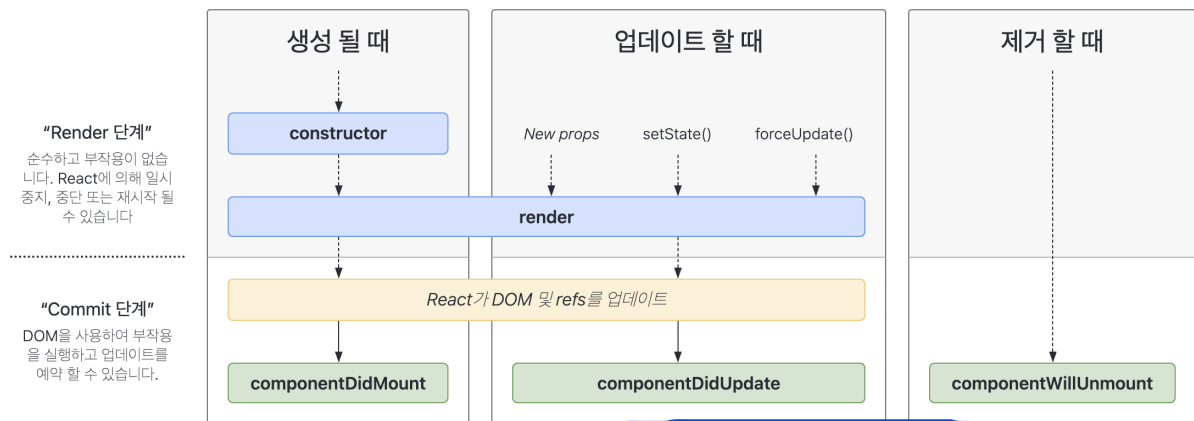 생성 될 때
업데이트 할 때
제거 할 때
“Render 단계”
순수하고 부작용이 없습
니다. React에 의해 일시
중지, 중단 또는 재시작 될
수 있습니다
constructor
New props
setState()
forceUpdate()
render
“Commit 단계”
DOM을 사용하여 부작용
을 실행하고 업데이트를
예약 할 수 있습니다.
React가 DOM 및 refs를 업데이트
componentDidMount
componentDidUpdate
componentWillUnmount